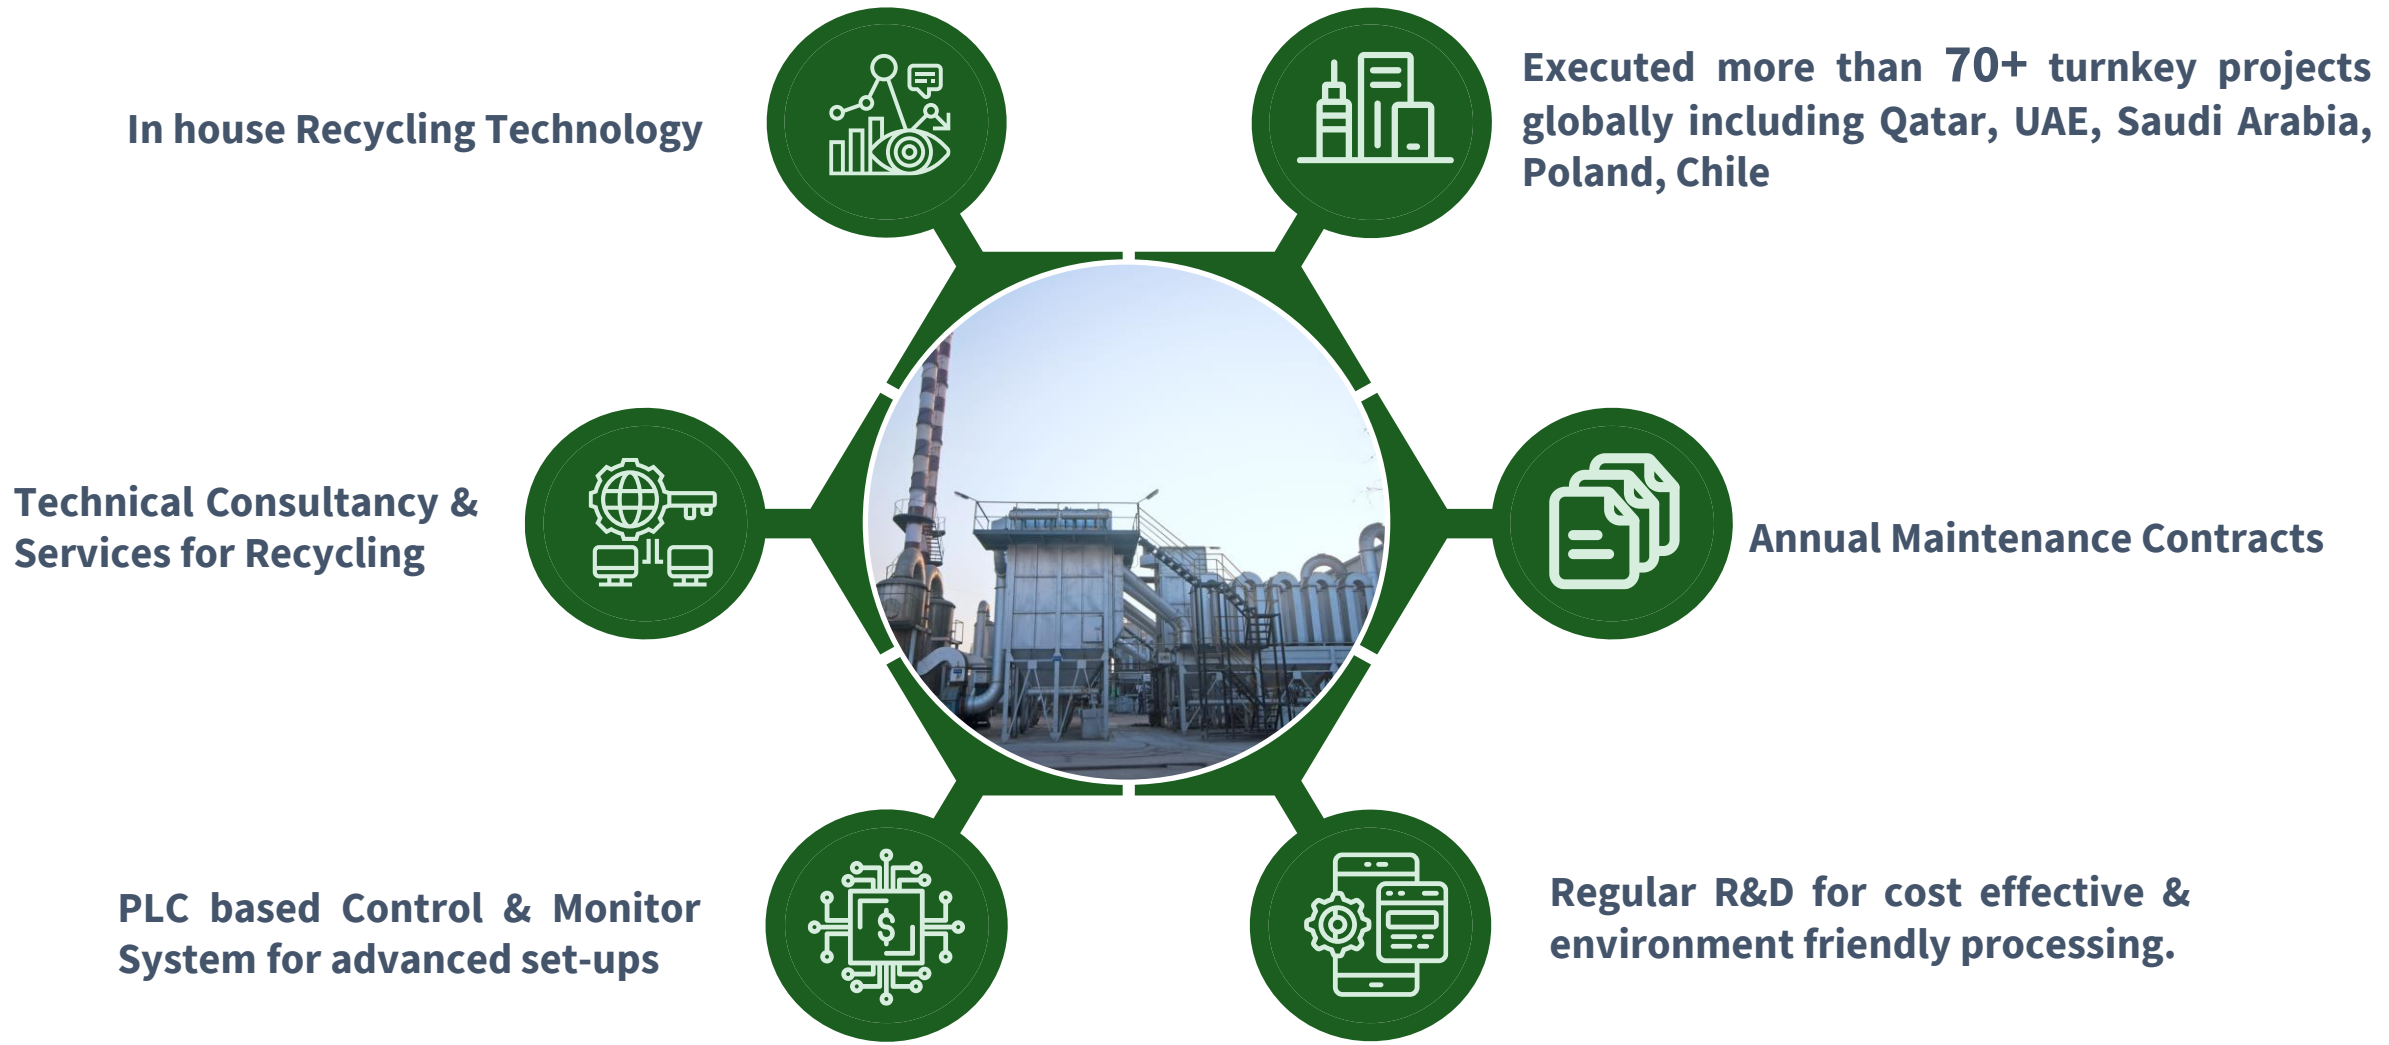 In house Recycling Technology
Executed more than 70+ turnkey projects
globally including Qatar, UAE, Saudi Arabia,
Poland, Chile
Technical Consultancy &
Services for Recycling
Annual Maintenance Contracts
PLC based Control & Monitor
System for advanced set-ups
$
Regular R&D for cost effective &
environment friendly processing.